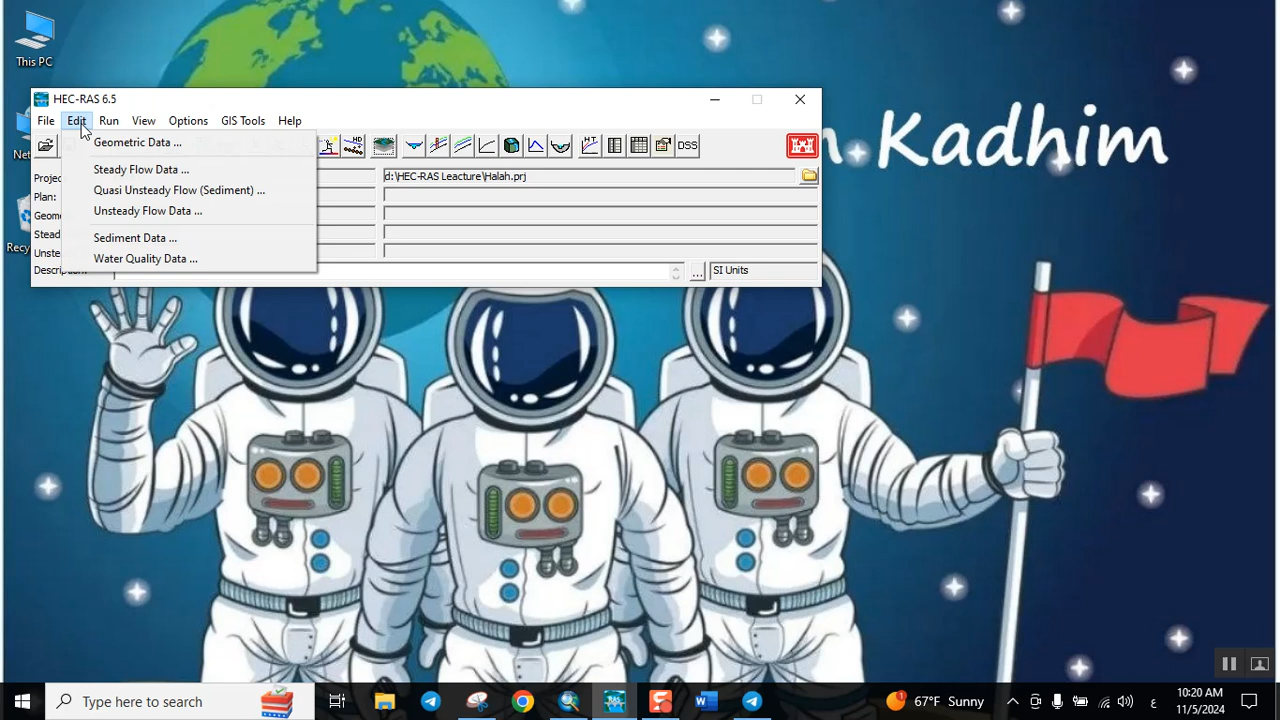 This PC
Kadhim
HEC-RAS 6.5
File Edit Run View Options GIS Tools Help
DSS
Geometric Data ...
Steady Flow Data ...
Quasi Unsteady Flow (Sediment) ...
Unsteady Flow Data ...
Sediment Data ...
Water Quality Data ...
d:\HEC-RAS Leacture\Halah.prj
Plan:
...
SI Units
Type here to search
67°F Sunny
ع
10:20 AM
11/5/2024